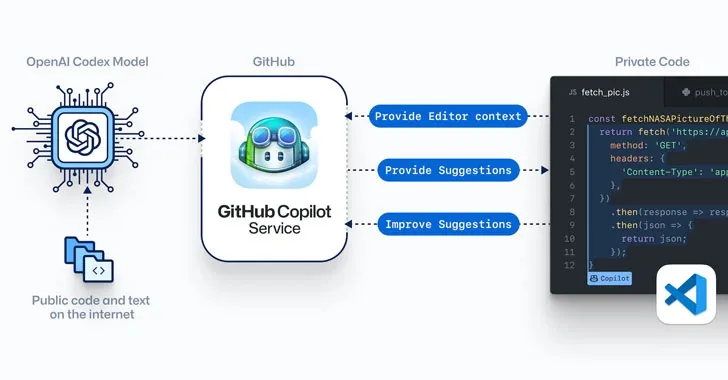 OpenAI Codex Model
GitHub
Private Code
GitHub Copilot
Service
Public code and text
on the internet
Provide Editor context
Provide Suggestions
Improve Suggestions
JS fetch_pic.js
push_to
1 const fetchNASAPictureOfTh
2 return fetch('https://ap
3 method: 'GET',
4 headers: {
5 'Content-Type': 'app
6 },
7 })
8 .then(response => resp
9 .then(json => {
10 return json;
11 });
12 }
Copilot